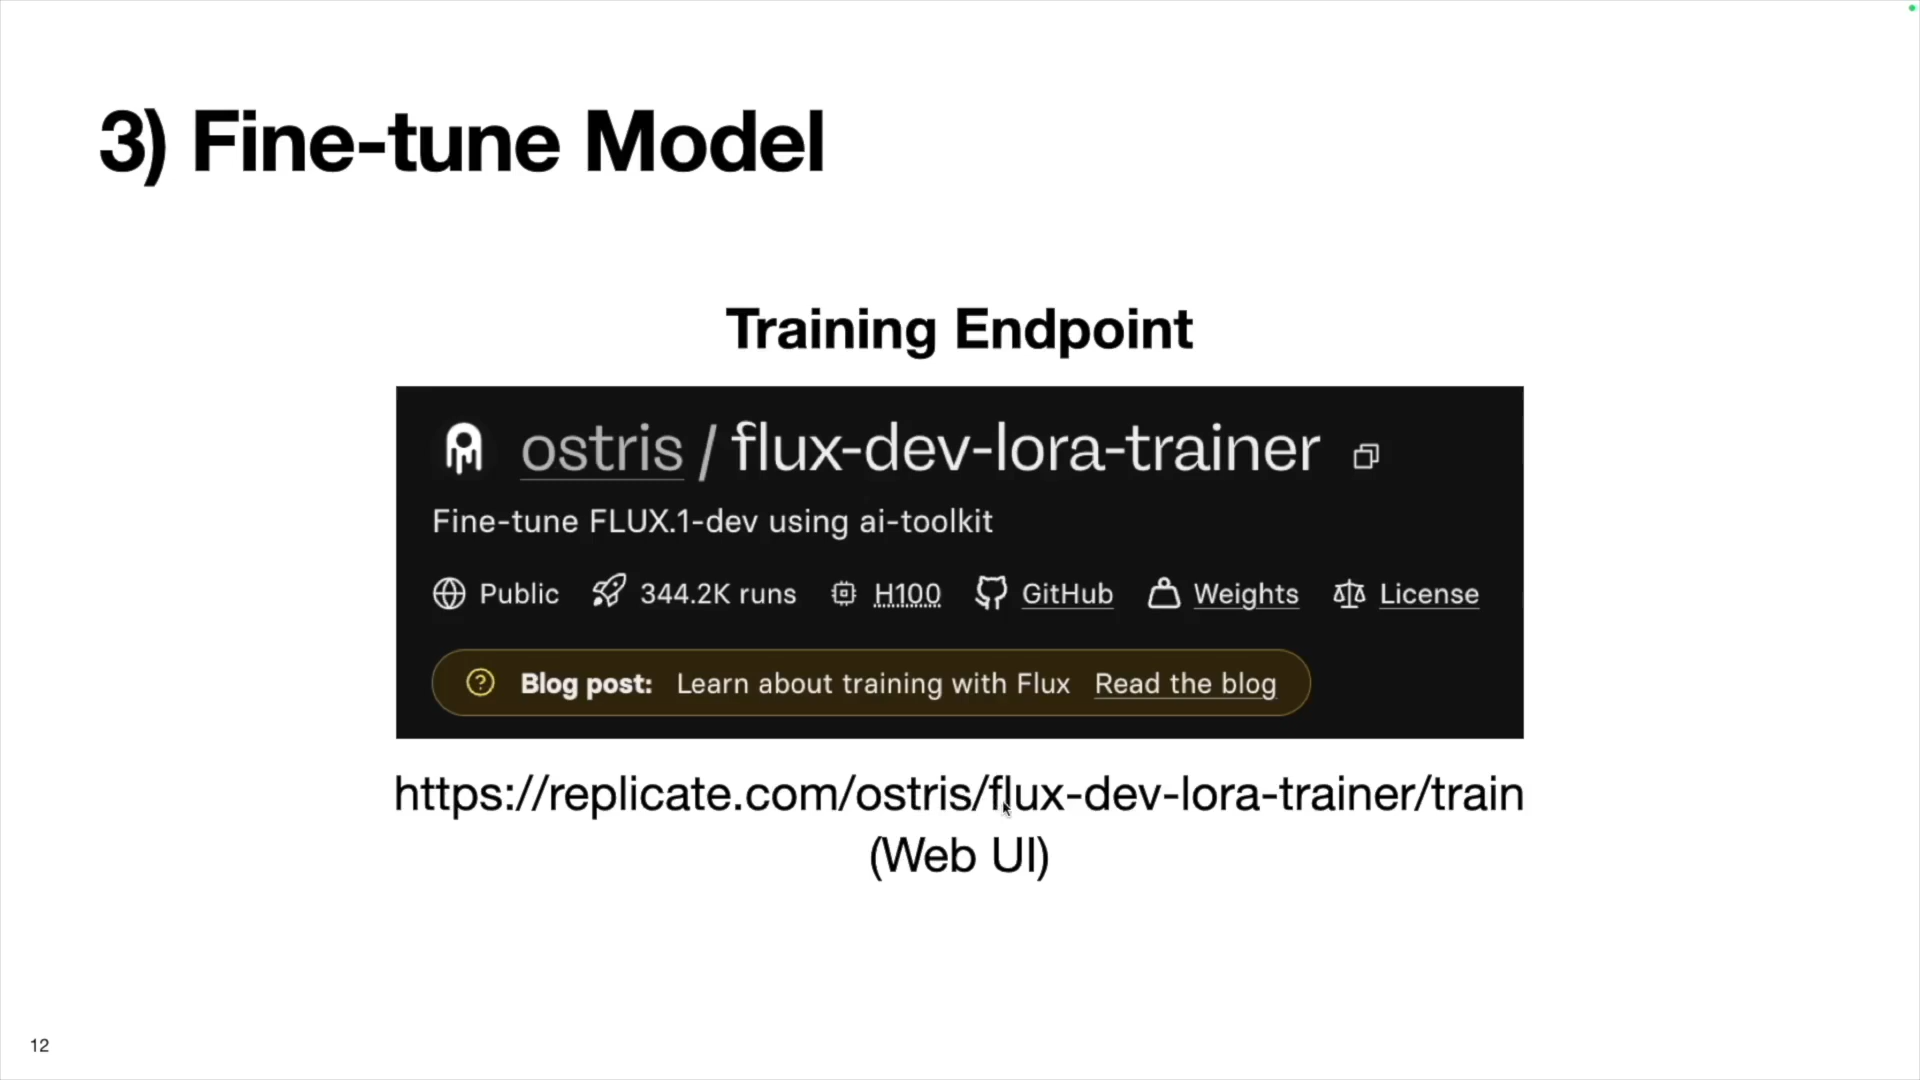 3) Fine-tune Model
Training Endpoint
ostris / flux-dev-lora-trainer
Fine-tune FLUX.1-dev using ai-toolkit
Public 344.2K runs H100 GitHub Weights License
Blog post: Learn about training with Flux Read the blog
https://replicate.com/ostris/flux-dev-lora-trainer/train
(Web UI)
12